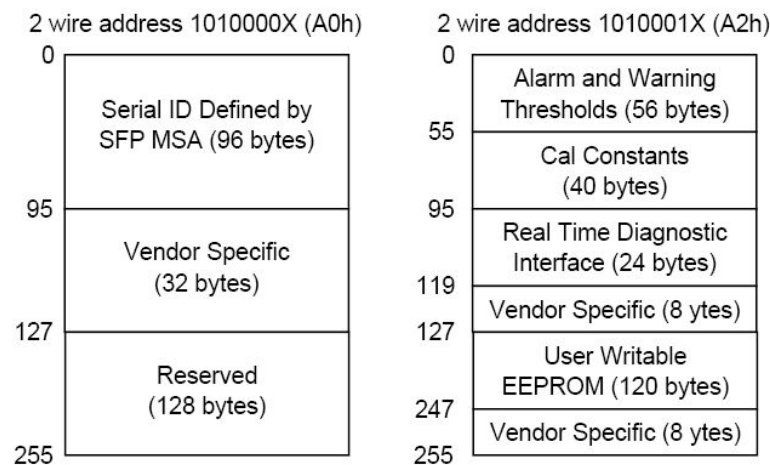 2 wire address 1010000X (A0h)
0
Serial ID Defined by
SFP MSA (96 bytes)
95
Vendor Specific
(32 bytes)
127
Reserved
(128 bytes)
255
2 wire address 1010001X (A2h)
0
Alarm and Warning
Thresholds (56 bytes)
55
Cal Constants
(40 bytes)
95
Real Time Diagnostic
Interface (24 bytes)
119
Vendor Specific (8 ytes)
127
User Writable
EEPROM (120 bytes)
247
Vendor Specific (8 ytes)
255